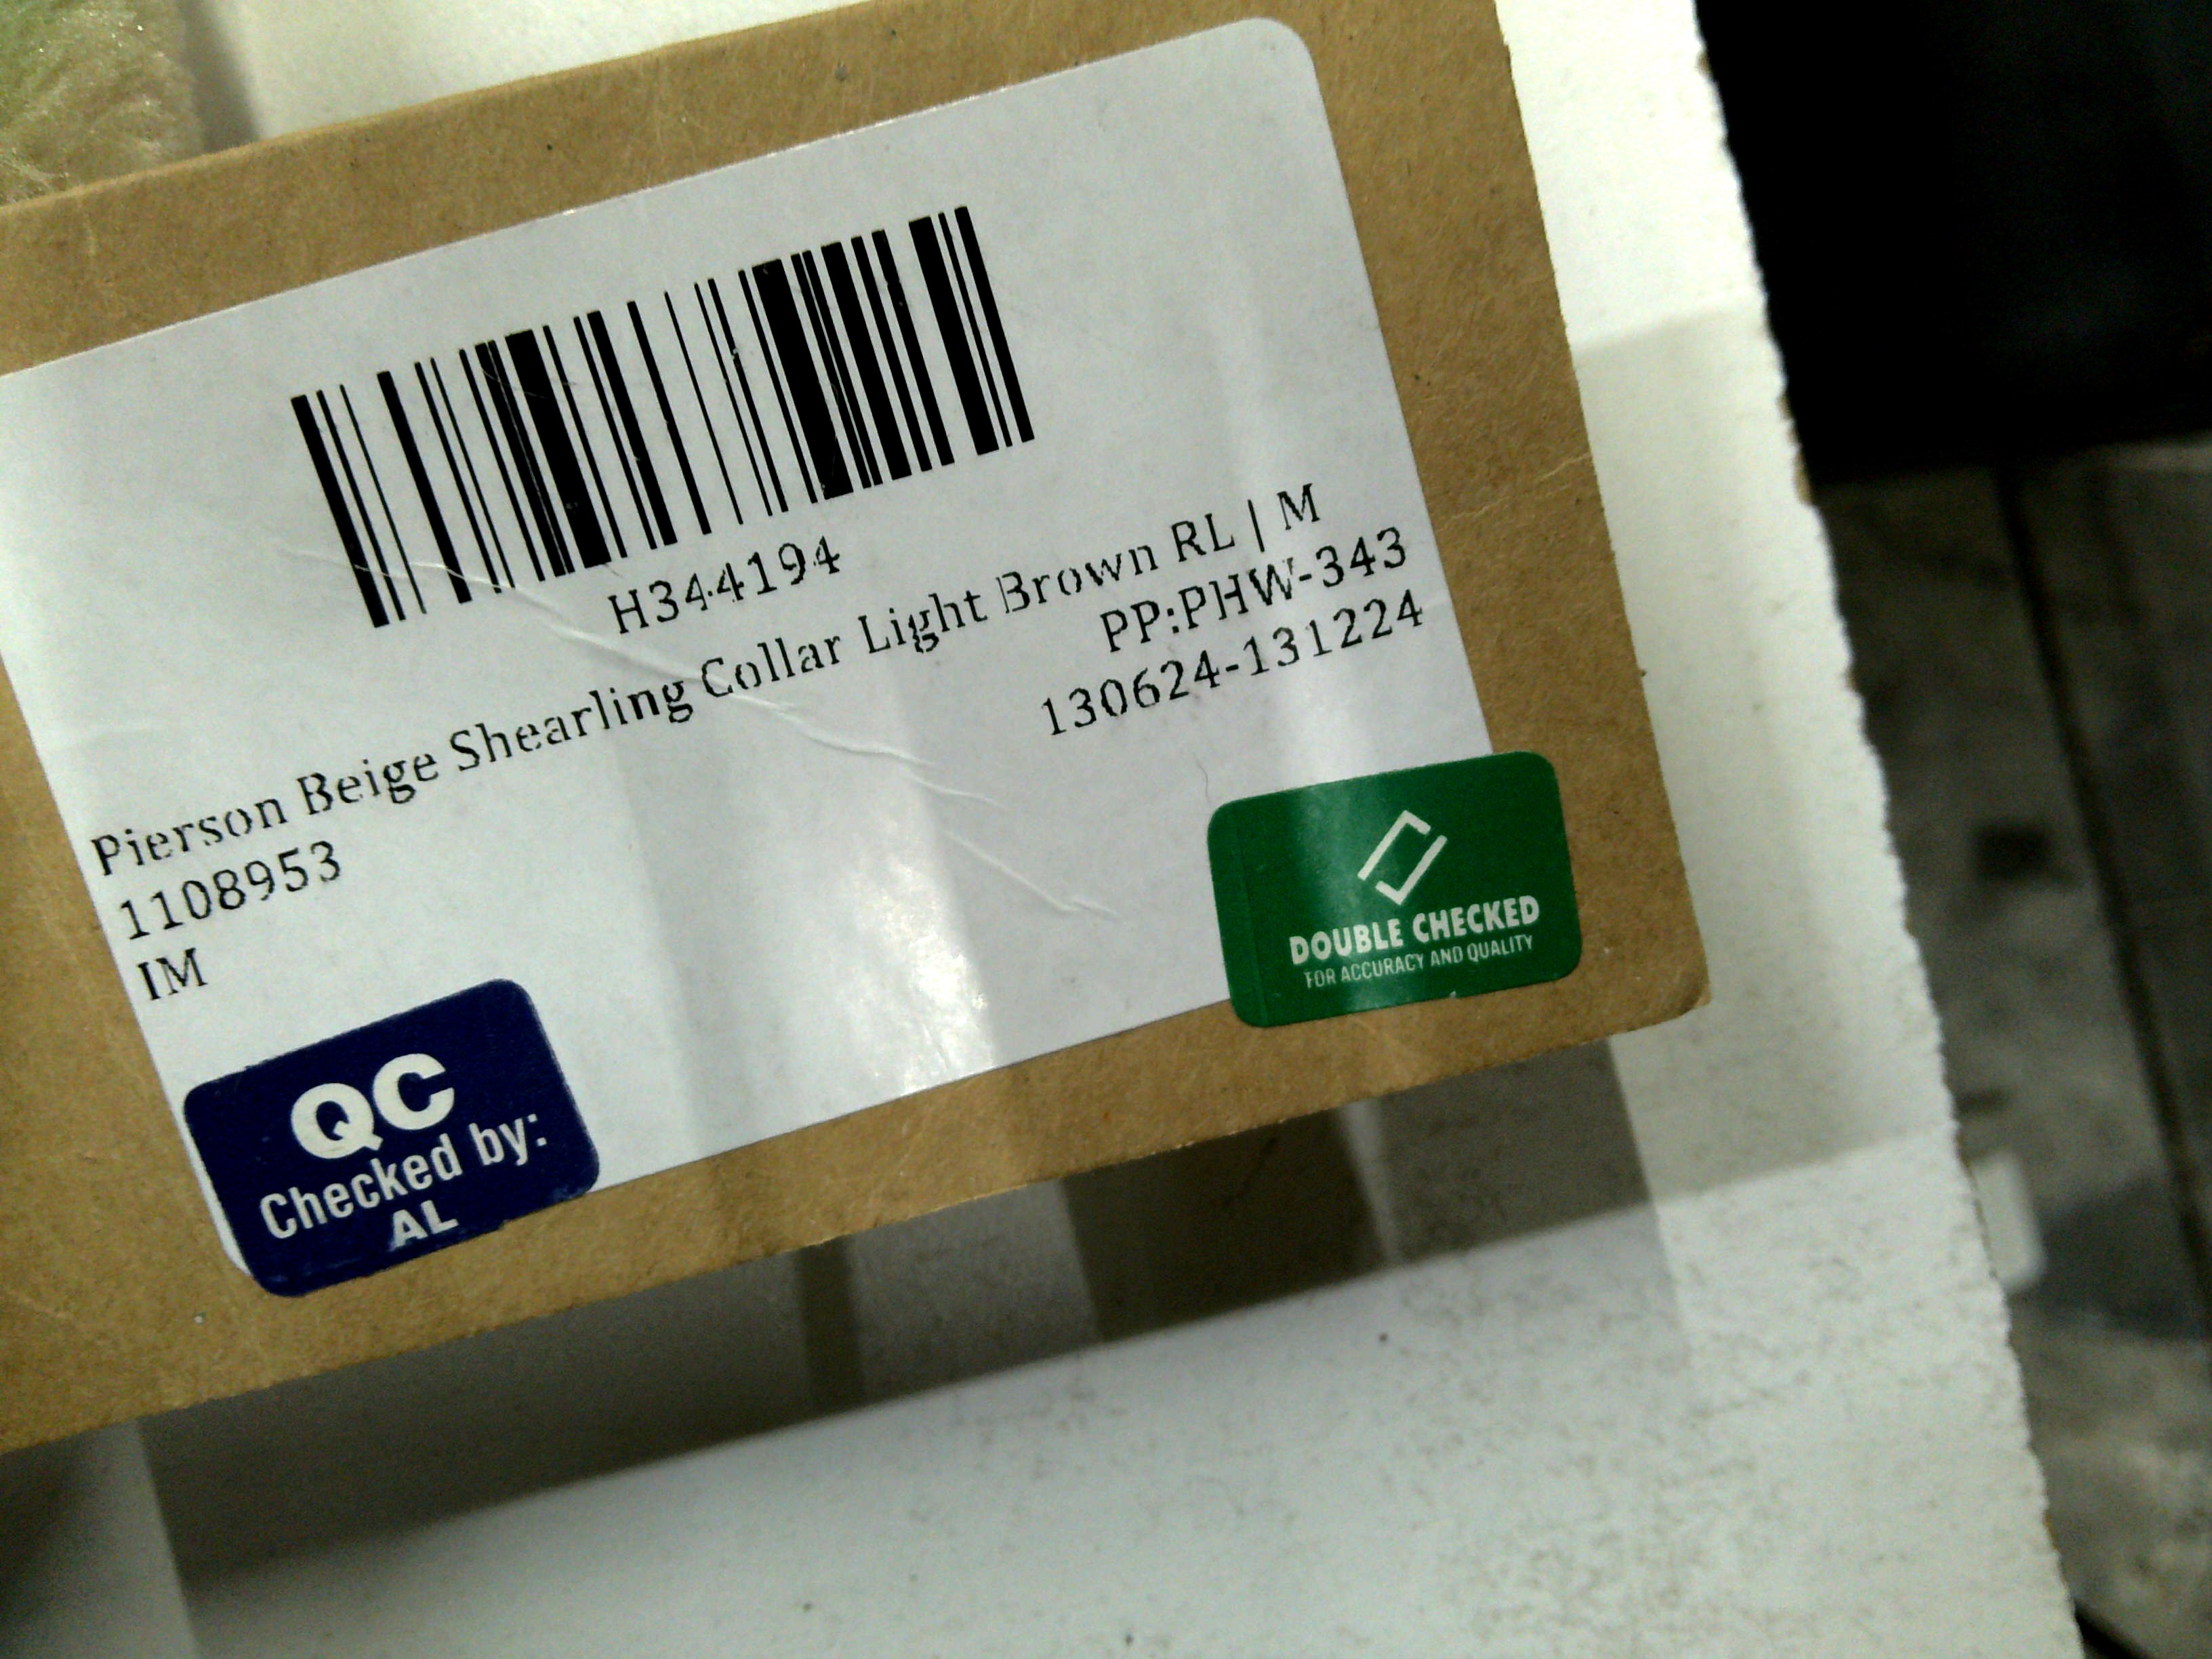 H344194
Pierson Beige Shearling Collar Light Brown RL | M
1108953
PP:PHW-343
IM
130624-131224
QC
Checked by:
AL
DOUBLE CHECKED
FOR ACCURACY AND QUALITY